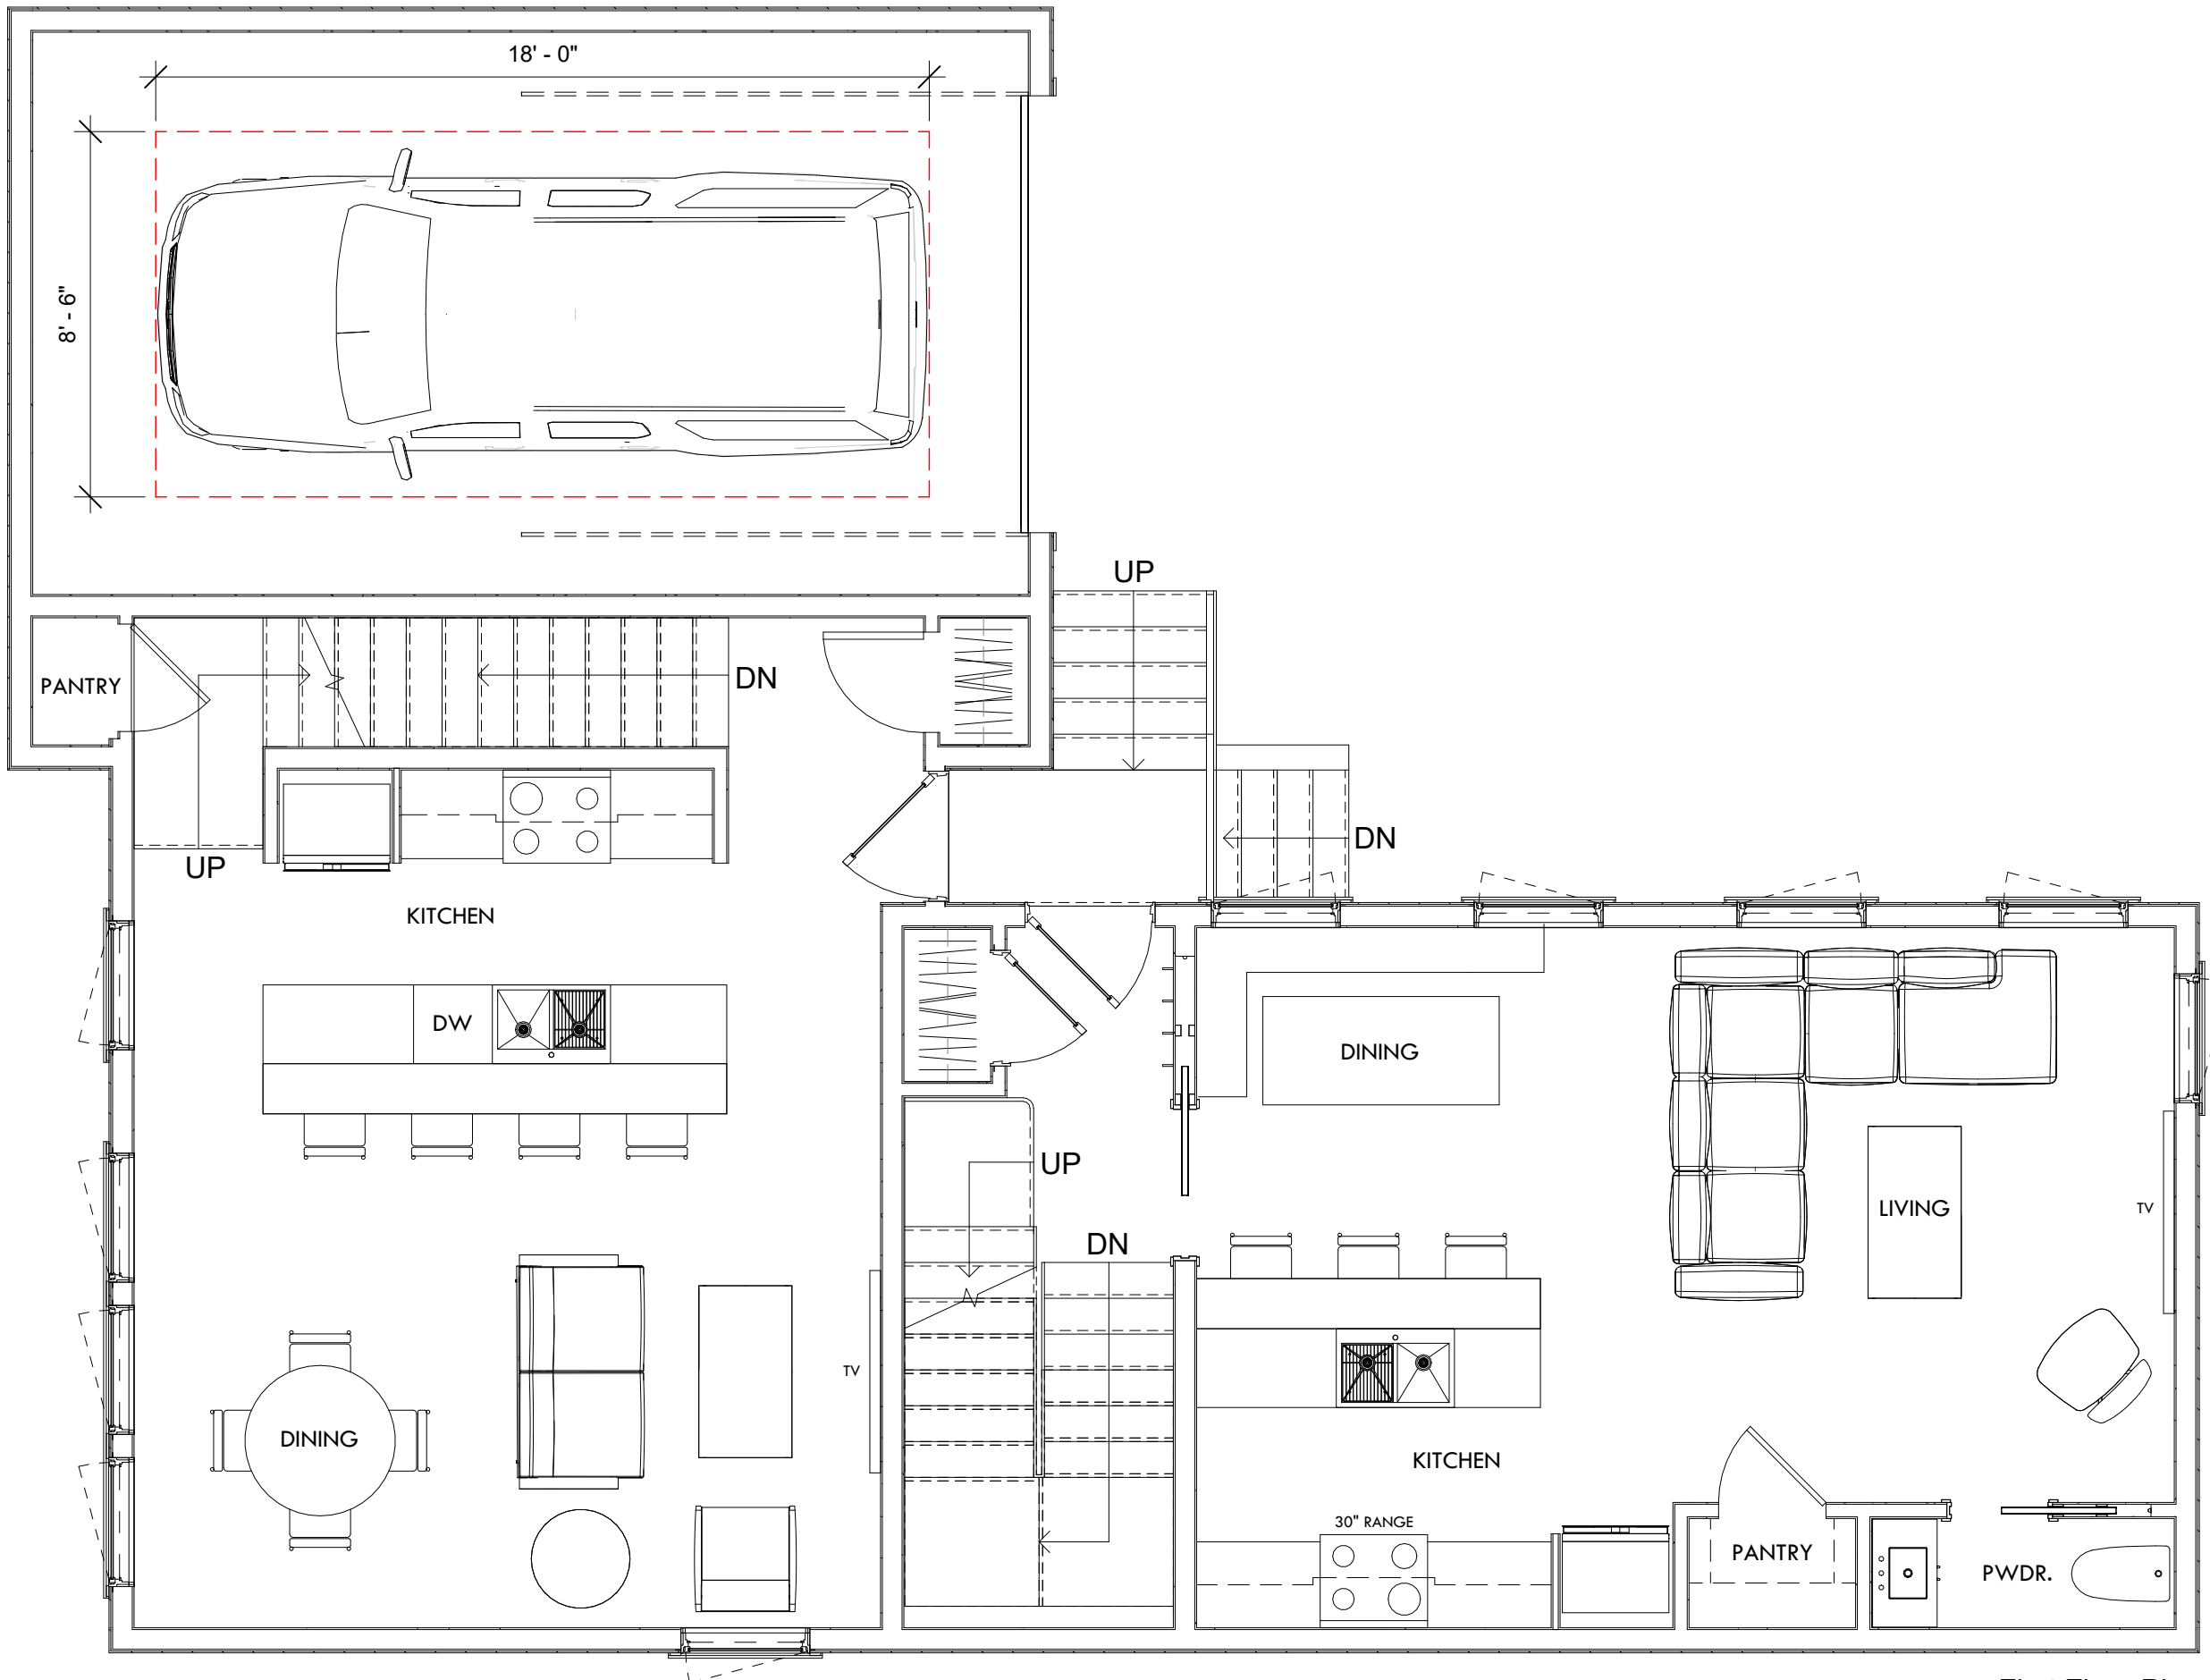 18' - 0"
8' - 6"
UP
PANTRY
DN
UP
DN
KITCHEN
DW
DINING
UP
LIVING
TV
DN
TV
DINING
KITCHEN
30" RANGE
PANTRY
PWDR.